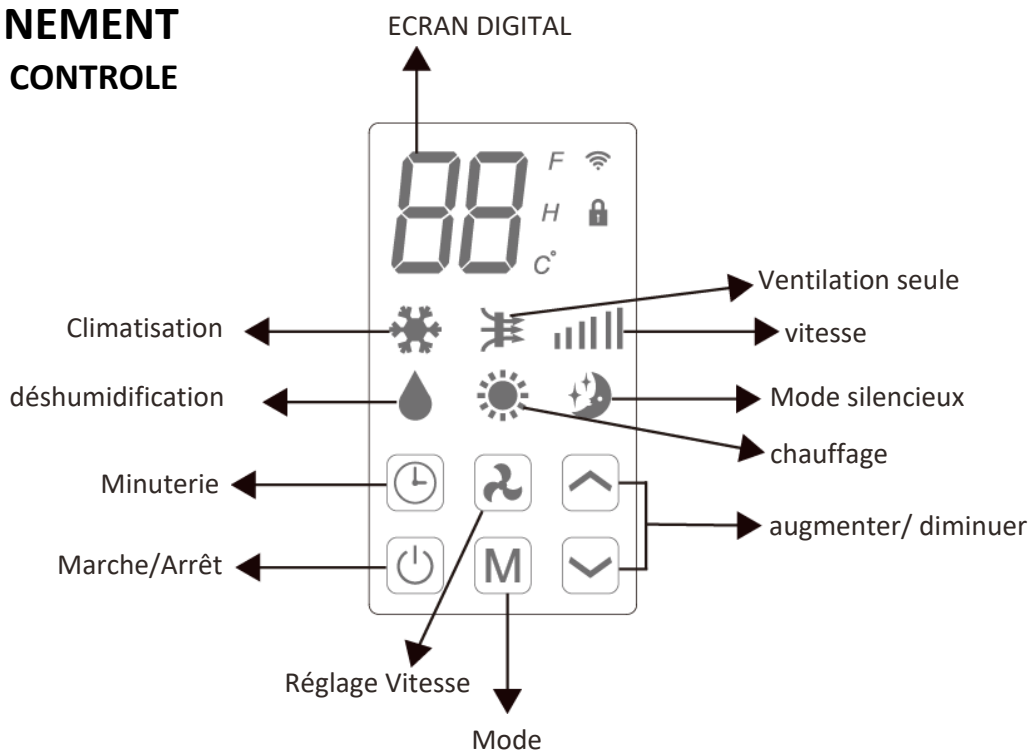 NEMENT
CONTROLE
ECRAN DIGITAL
88 F
H
C°
Ventilation seule
Climatisation
vitesse
déshumidification
Mode silencieux
chauffage
Minuterie
augmenter/ diminuer
Marche/Arrêt
M
Réglage Vitesse
Mode